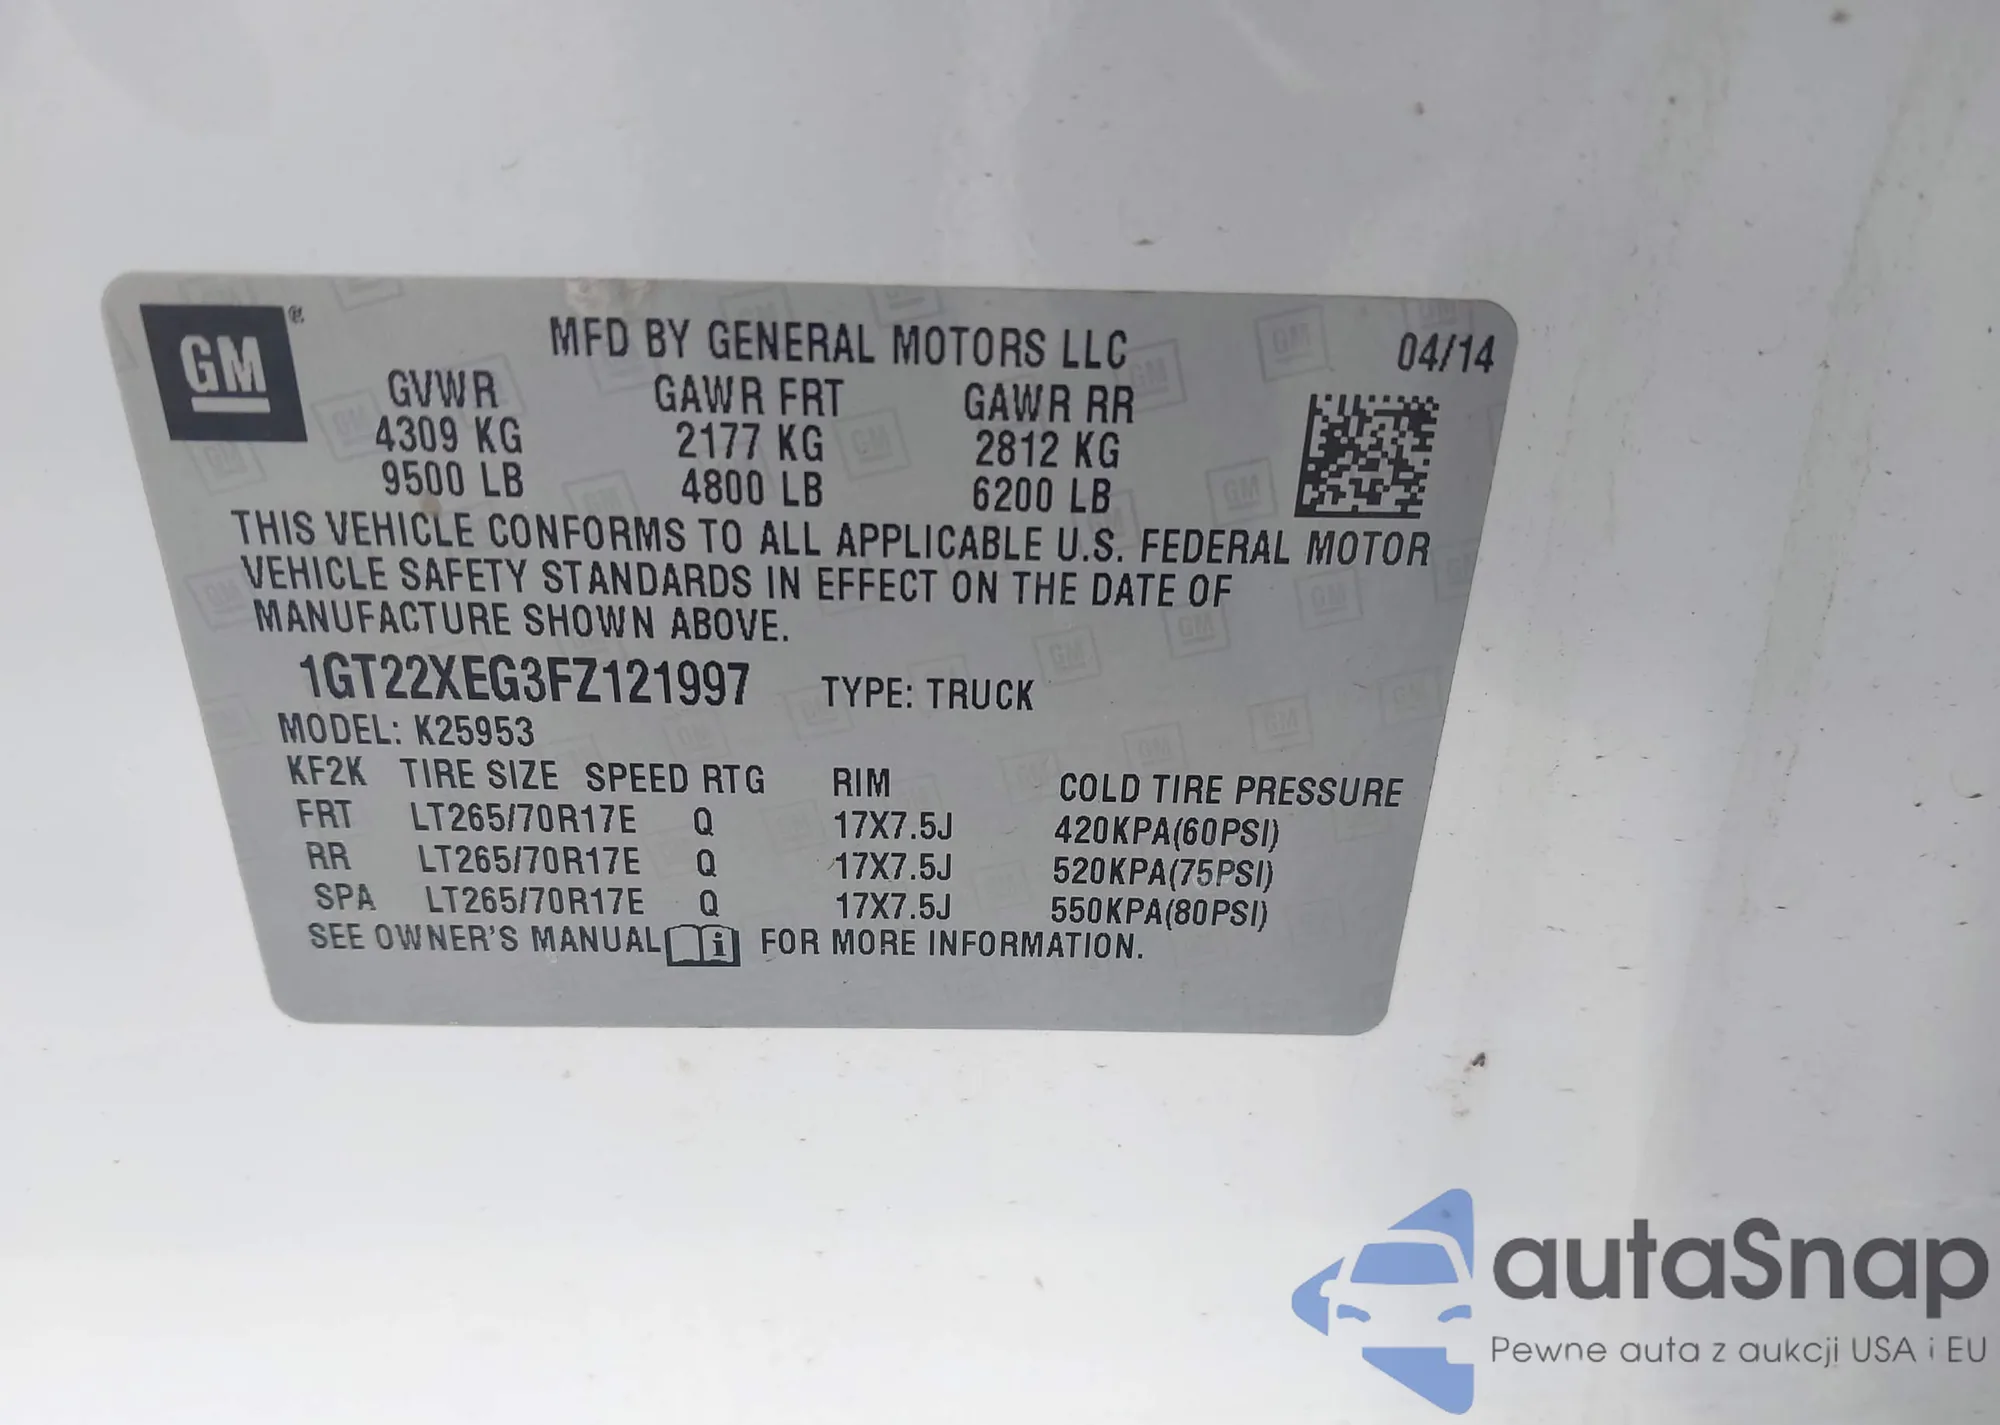 GM ®
MFD BY GENERAL MOTORS LLC 04/14
GVWR GAWR FRT GAWR RR
4309 KG 2177 KG 2812 KG
9500 LB 4800 LB 6200 LB
THIS VEHICLE CONFORMS TO ALL APPLICABLE U.S. FEDERAL MOTOR
VEHICLE SAFETY STANDARDS IN EFFECT ON THE DATE OF
MANUFACTURE SHOWN ABOVE.
1GT22XEG3FZ121997 TYPE: TRUCK
MODEL: K25953
KF2K TIRE SIZE SPEED RTG RIM COLD TIRE PRESSURE
FRT LT265/70R17E Q 17X7.5J 420KPA(60PSI)
RR LT265/70R17E Q 17X7.5J 520KPA(75PSI)
SPA LT265/70R17E Q 17X7.5J 550KPA(80PSI)
SEE OWNER'S MANUAL i FOR MORE INFORMATION.
autaSnap
Pewne auta z aukcji USA i EU